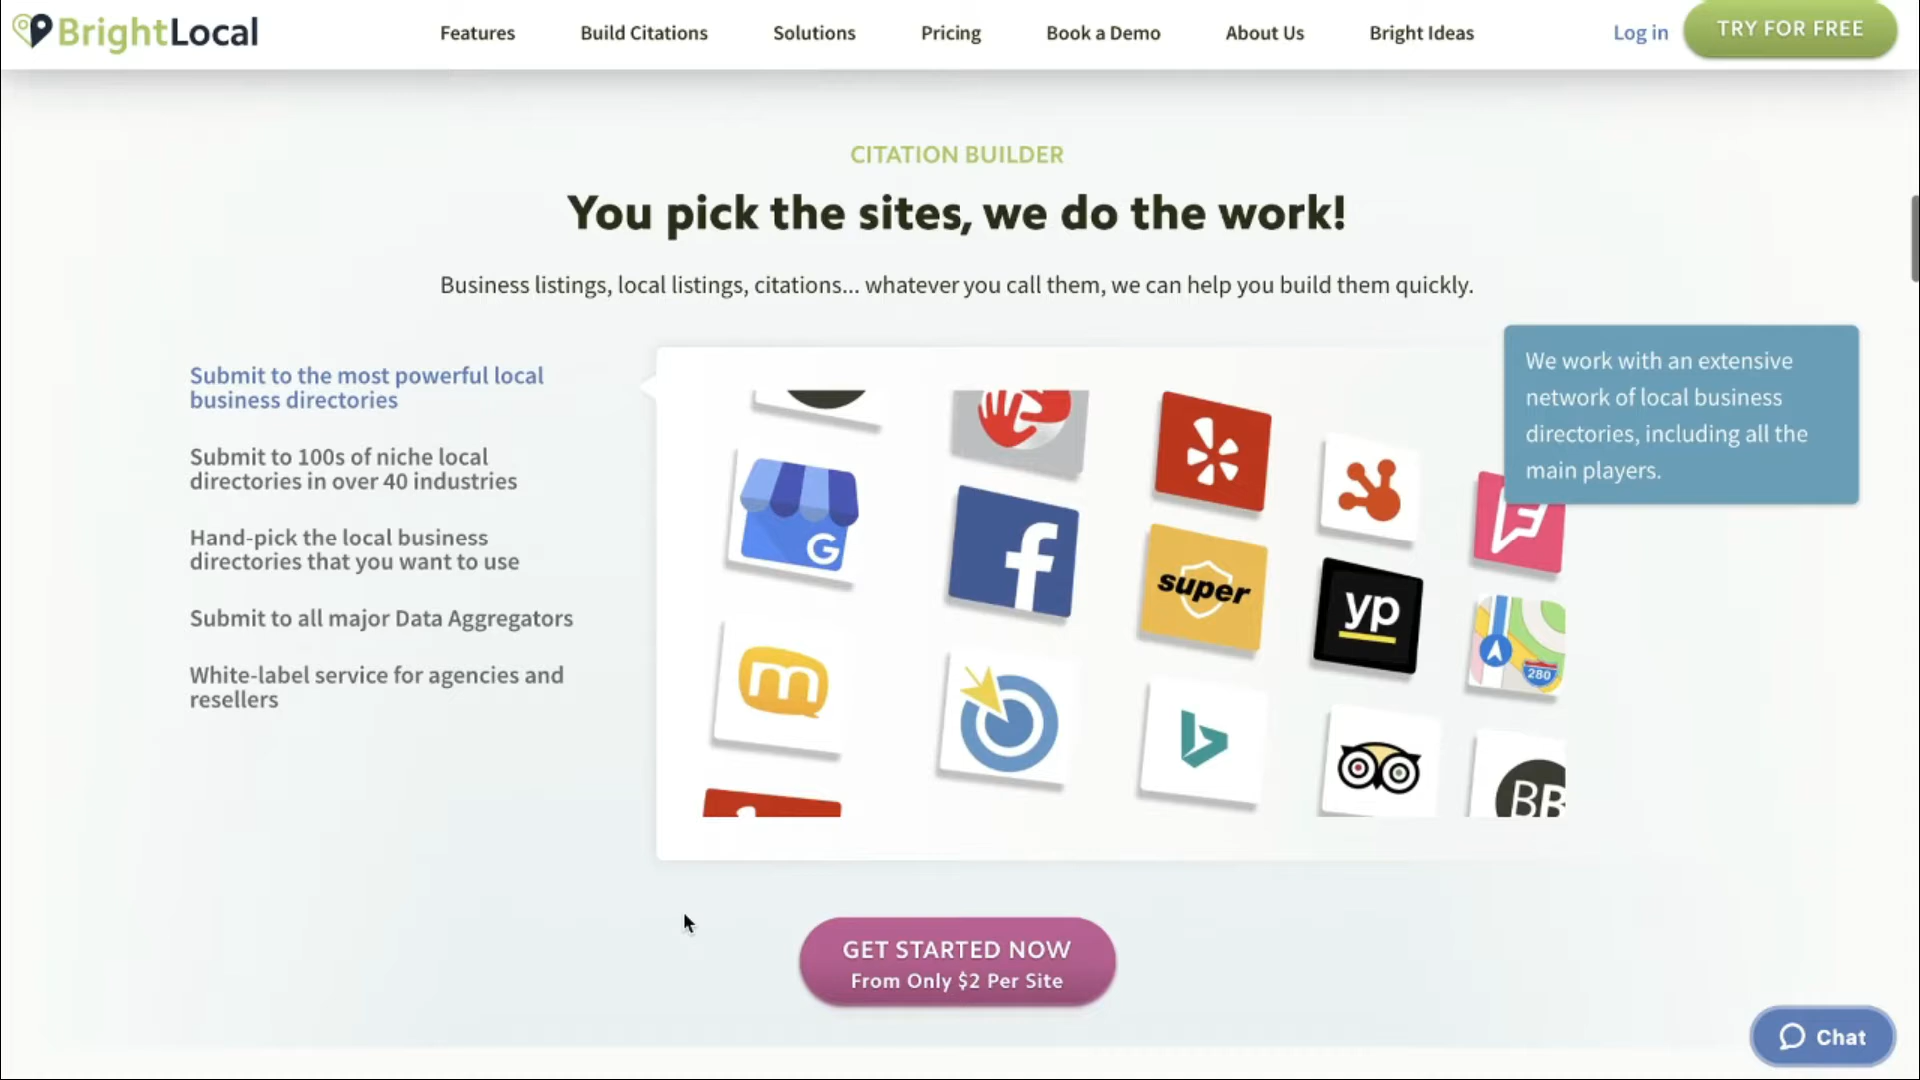 BrightLocal
Features
Build Citations
Solutions
Pricing
Book a Demo
About Us
Bright Ideas
Log in
TRY FOR FREE
CITATION BUILDER
You pick the sites, we do the work!
Business listings, local listings, citations... whatever you call them, we can help you build them quickly.
Submit to the most powerful local
business directories
Submit to 100s of niche local
directories in over 40 industries
Hand-pick the local business
directories that you want to use
Submit to all major Data Aggregators
White-label service for agencies and
resellers
We work with an extensive
network of local business
directories, including all the
main players.
G
f
super
yp
280
m
b
BB
GET STARTED NOW
From Only $2 Per Site
Chat